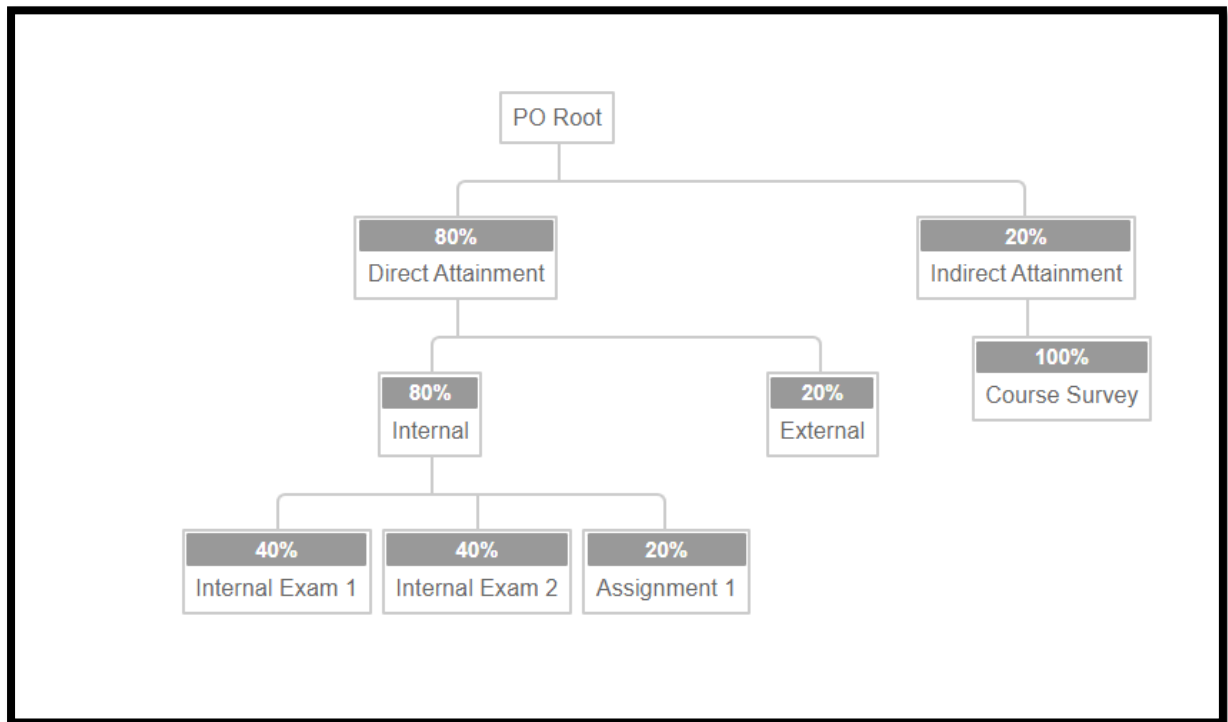 PO Root
80%
Direct Attainment
20%
Indirect Attainment
80%
Internal
20%
External
100%
Course Survey
40%
Internal Exam 1
40%
Internal Exam 2
20%
Assignment 1